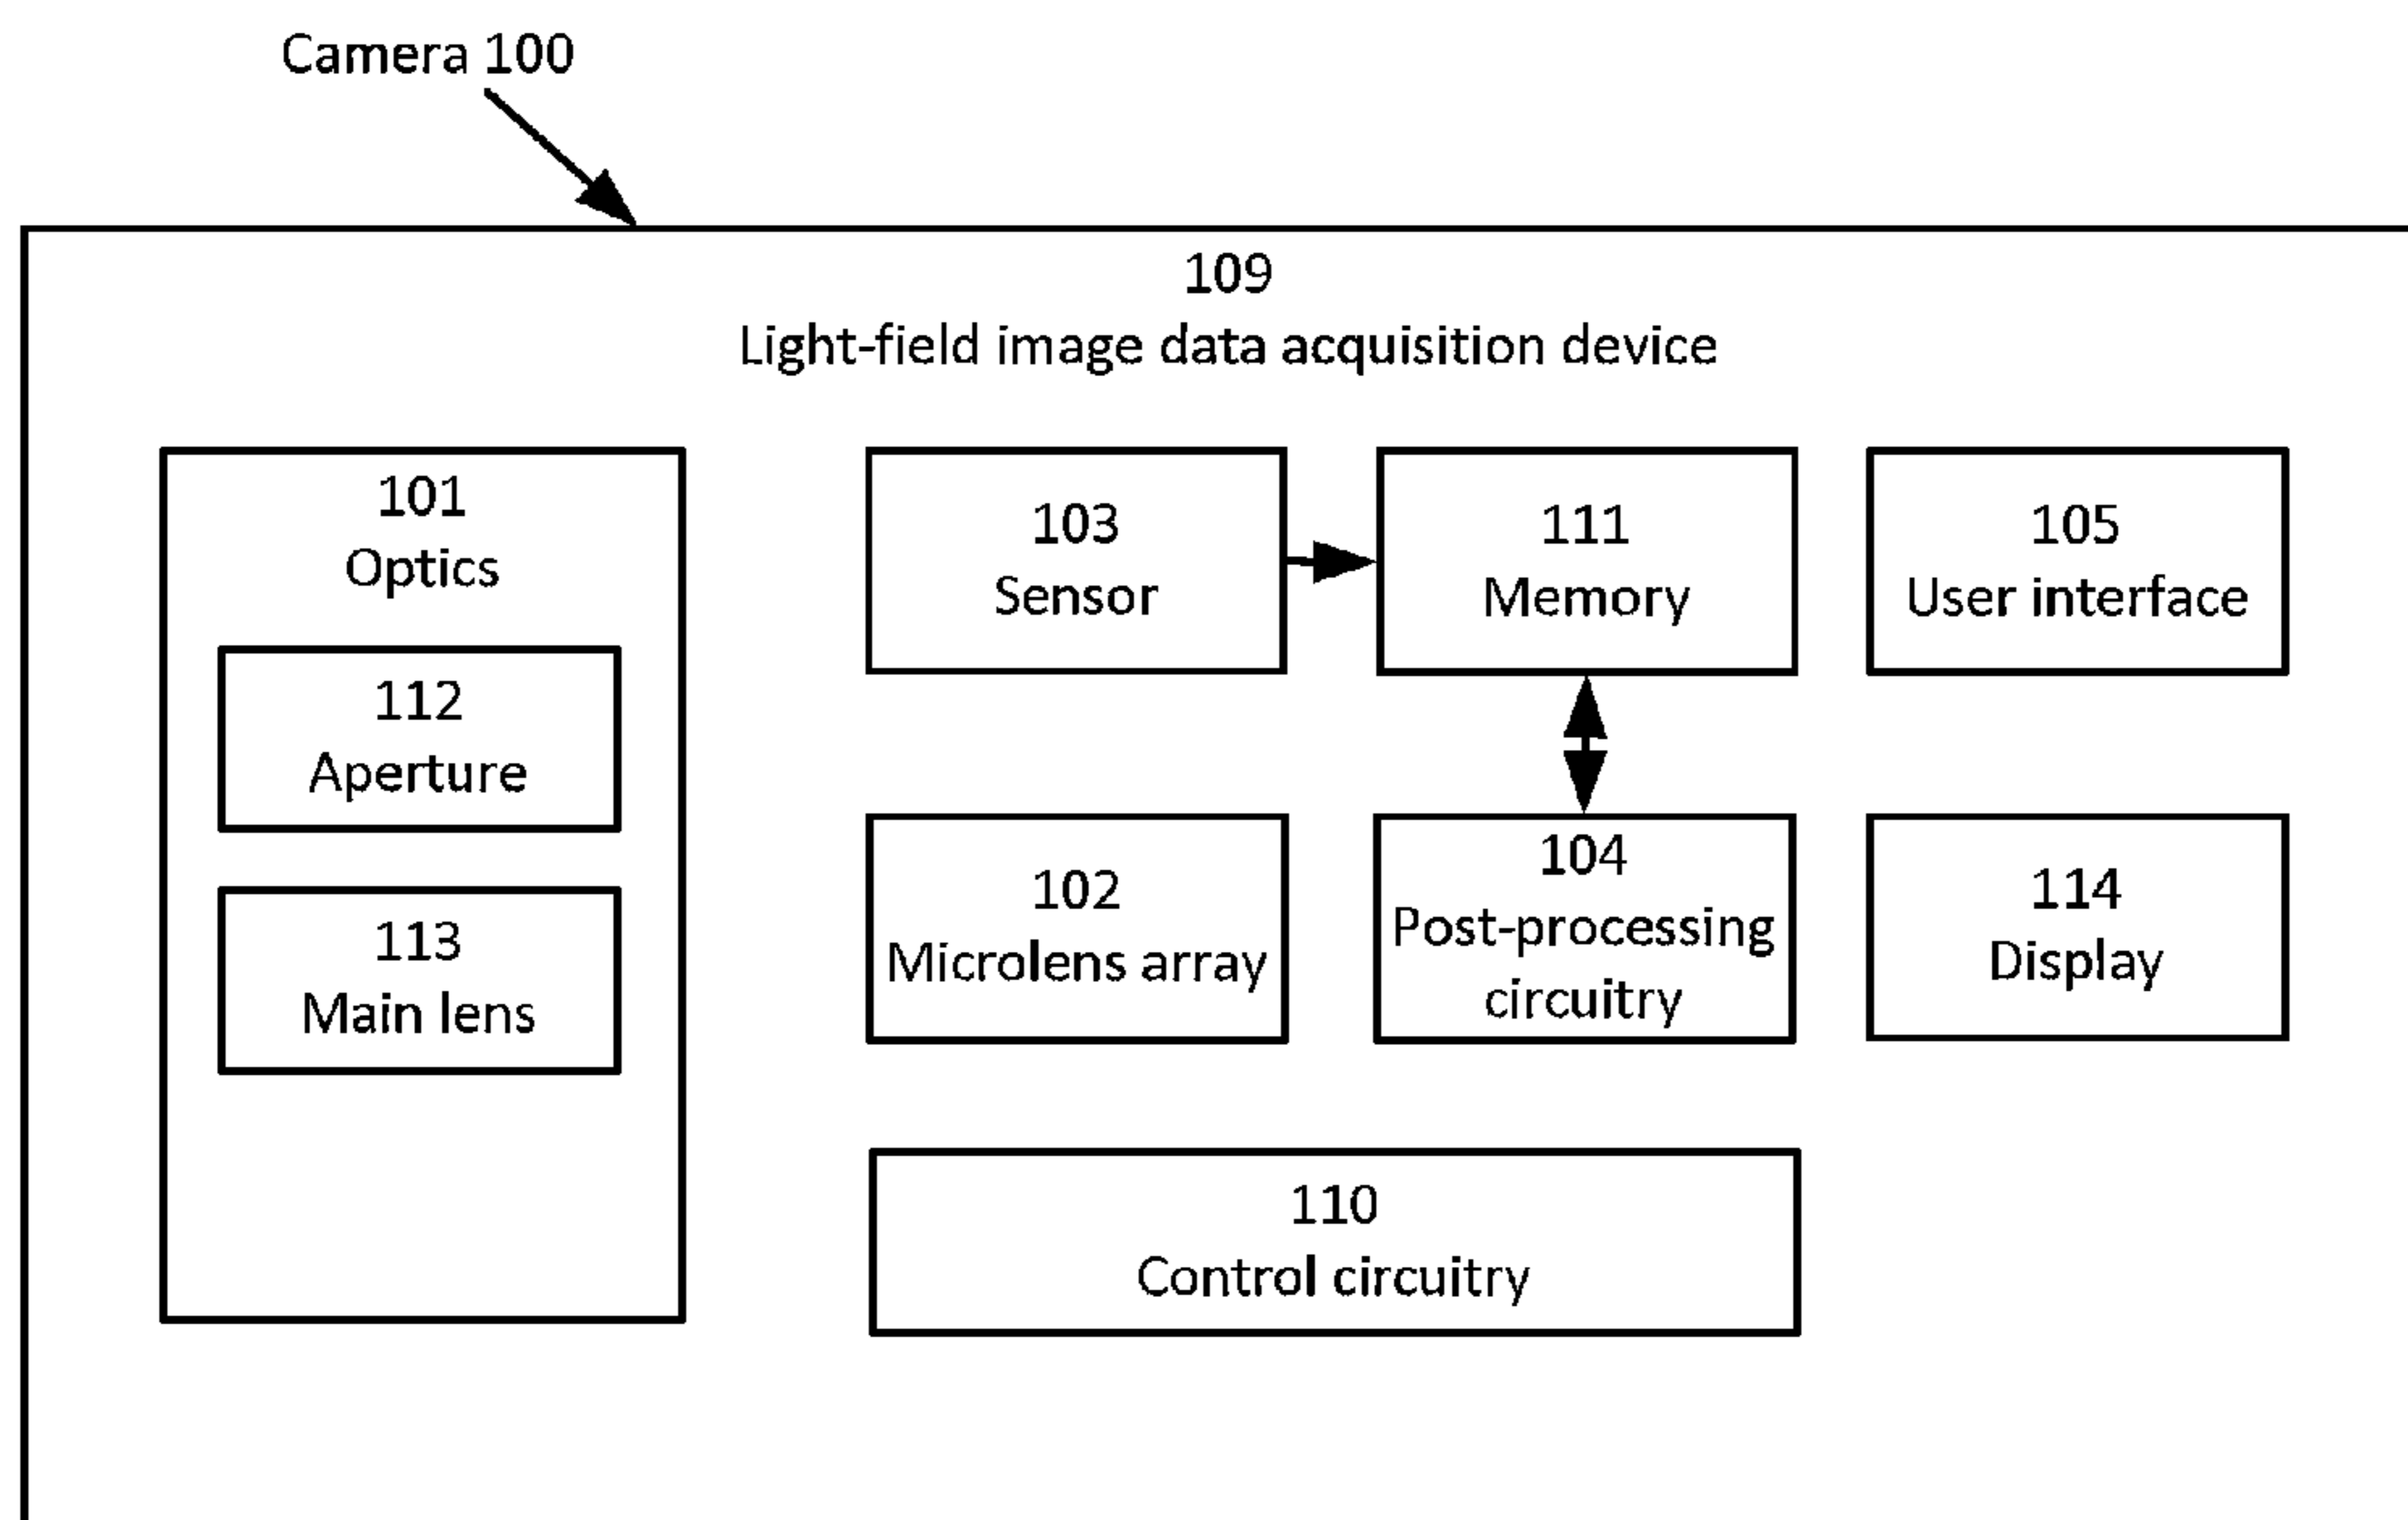 Camera 100
109
Light-field image data acquisition device
101
Optics
112
Aperture
113
Main lens
103
Sensor
111
Memory
105
User interface
102
Microlens array
104
Post-processing
circuitry
114
Display
110
Control circuitry